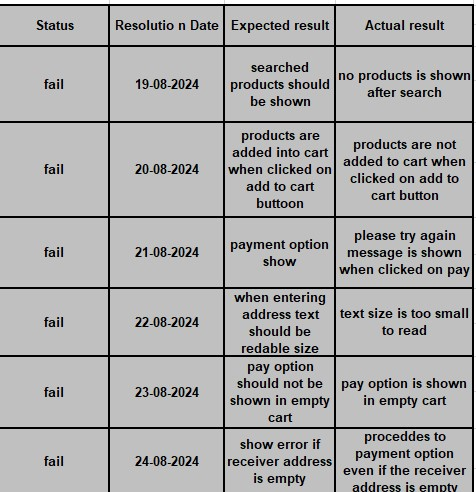 Status Resolutio n Date Expected result Actual result
fail 19-08-2024
searched
products should
be shown
no products is shown
after search
fail 20-08-2024
products are
added into cart
when clicked on
add to cart
buttoon
products are not
added to cart when
clicked on add to
cart button
fail 21-08-2024
payment option
show
please try again
message is shown
when clicked on pay
fail 22-08-2024
when entering
address text
should be
redable size
text size is too small
to read
fail 23-08-2024
pay option
should not be
shown in empty
cart
pay option is shown
in empty cart
fail 24-08-2024
show error if
receiver address
is empty
proceddes to
payment option
even if the receiver
address is empty